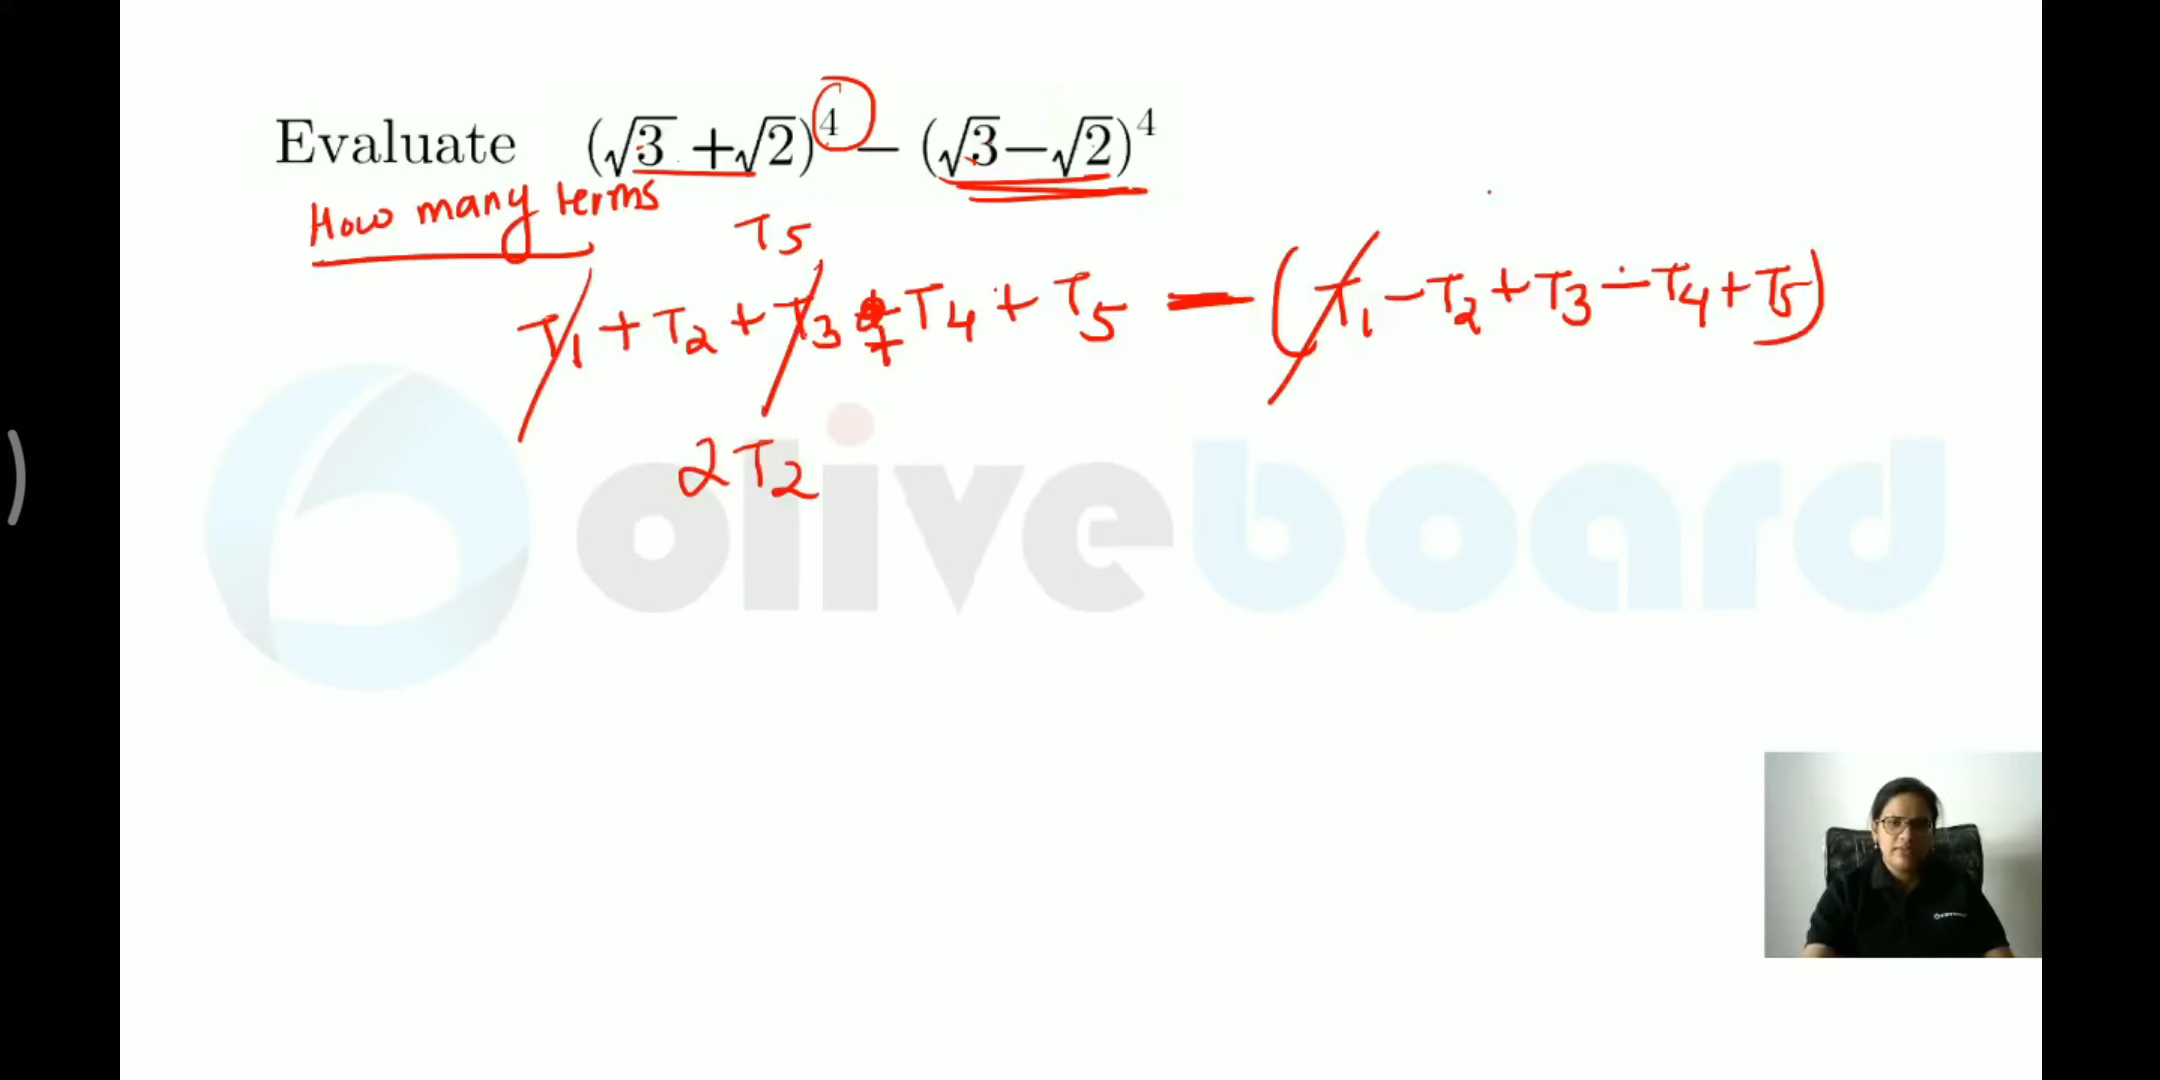 Evaluate (√3 + √2)⁴ − (√3 − √2)⁴
How many terms
T5
T1 + T2 + T3 + T4 + T5 − (T1 − T2 + T3 − T4 + T5)
2T2
oliveboard